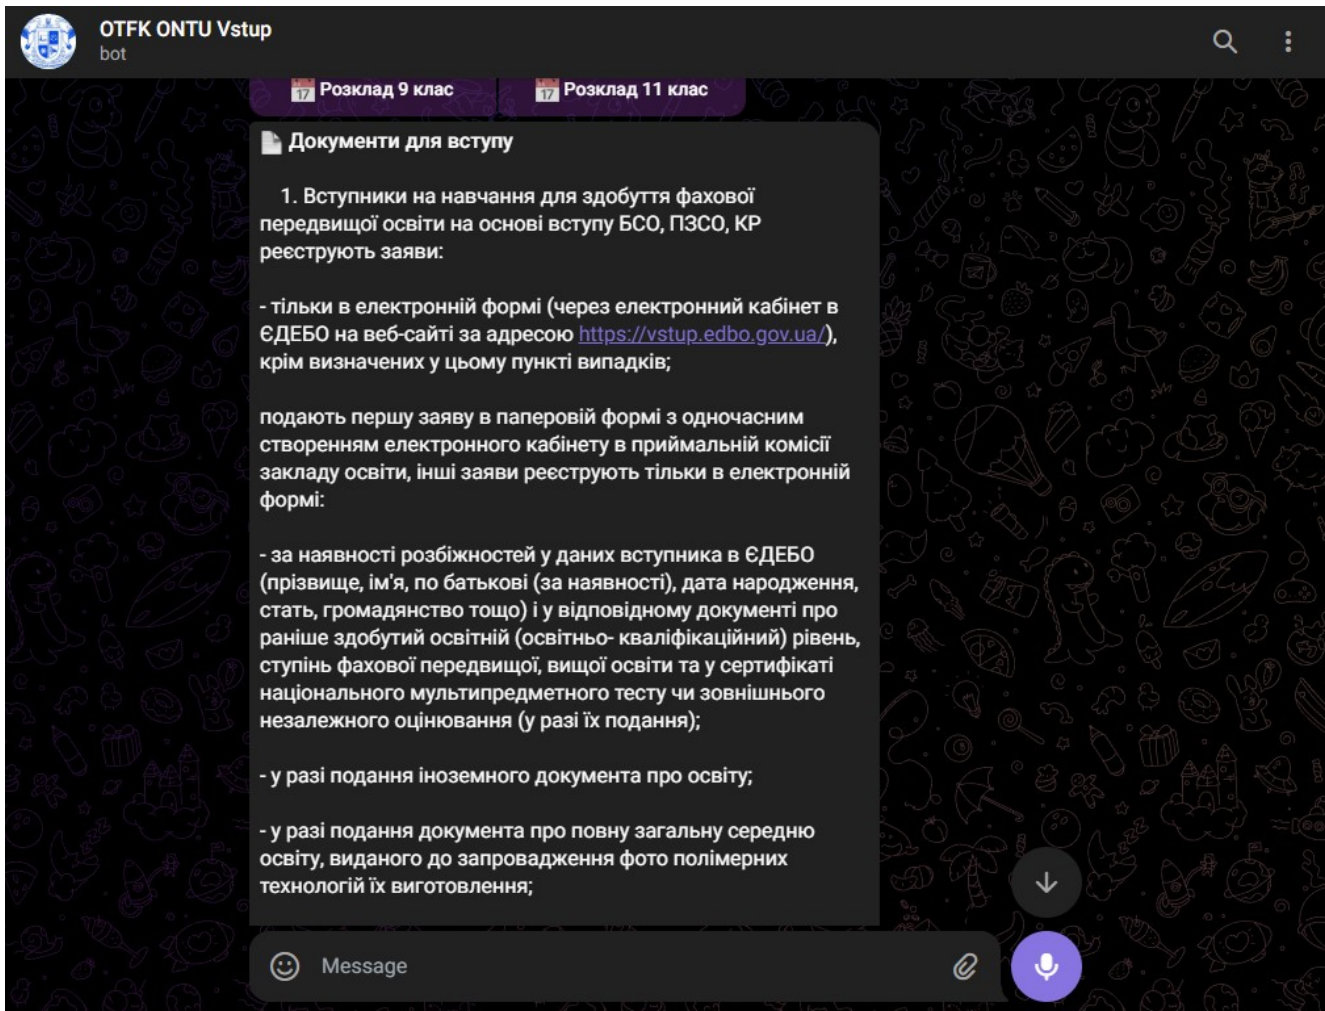 OTFK ONTU Vstup
bot
Розклад 9 клас
Розклад 11 клас
Документи для вступу
1. Вступники на навчання для здобуття фахової
передвищої освіти на основі вступу БСО, ПЗСО, КР
реєструють заяви:
- тільки в електронній формі (через електронний кабінет в
ЄДЕБО на веб-сайті за адресою https://vstup.edbo.gov.ua/),
крім визначених у цьому пункті випадків;
подають першу заяву в паперовій формі з одночасним
створенням електронного кабінету в приймальній комісії
закладу освіти, інші заяви реєструють тільки в електронній
формі:
- за наявності розбіжностей у даних вступника в ЄДЕБО
(прізвище, ім'я, по батькові (за наявності), дата народження,
стать, громадянство тощо) і у відповідному документі про
раніше здобутий освітній (освітньо- кваліфікаційний) рівень,
ступінь фахової передвищої, вищої освіти та у сертифікаті
національного мультипредметного тесту чи зовнішнього
незалежного оцінювання (у разі їх подання);
- у разі подання іноземного документа про освіту;
- у разі подання документа про повну загальну середню
освіту, виданого до запровадження фото полімерних
технологій їх виготовлення;
Message